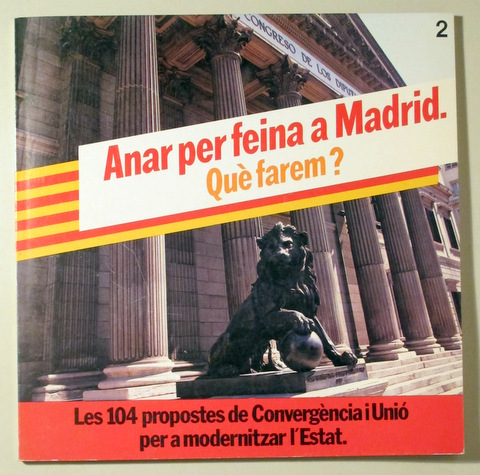 2
CONGRESO DE LOS DIPUTADOS
Anar per feina a Madrid.
Què farem?
Les 104 propostes de Convergència i Unió
per a modernitzar l'Estat.